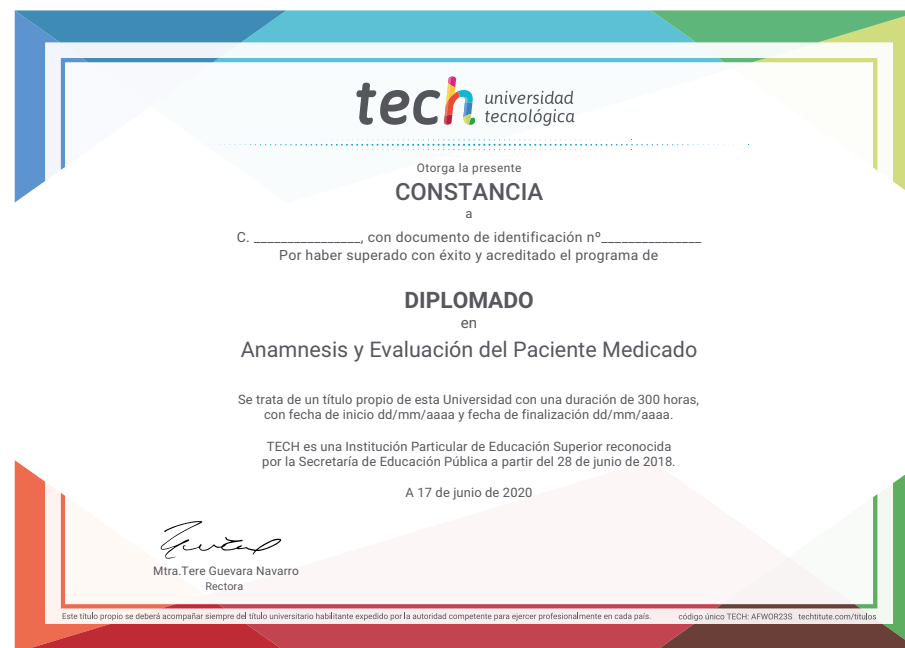 tech universidad
tecnológica
Otorga la presente
CONSTANCIA
a
C. ________________, con documento de identificación nº_______________
Por haber superado con éxito y acreditado el programa de
DIPLOMADO
en
Anamnesis y Evaluación del Paciente Medicado
Se trata de un título propio de esta Universidad con una duración de 300 horas,
con fecha de inicio dd/mm/aaaa y fecha de finalización dd/mm/aaaa.
TECH es una Institución Particular de Educación Superior reconocida
por la Secretaría de Educación Pública a partir del 28 de junio de 2018.
A 17 de junio de 2020
Mtra.Tere Guevara Navarro
Rectora
Este título propio se deberá acompañar siempre del título universitario habilitante expedido por la autoridad competente para ejercer profesionalmente en cada país. código único TECH: AFWOR23S techtitute.com/titulos